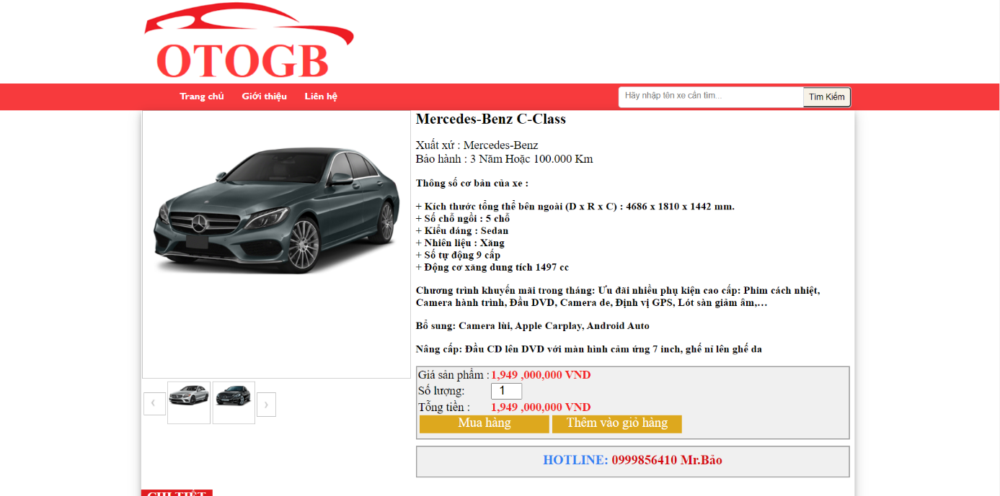 OTOGB
Trang chủ Giới thiệu Liên hệ
Hãy nhập tên xe cần tìm... Tìm Kiếm
Mercedes-Benz C-Class
Xuất xứ : Mercedes-Benz
Bảo hành : 3 Năm Hoặc 100.000 Km
Thông số cơ bản của xe :
+ Kích thước tổng thể bên ngoài (D x R x C) : 4686 x 1810 x 1442 mm.
+ Số chỗ ngồi : 5 chỗ
+ Kiểu dáng : Sedan
+ Nhiên liệu : Xăng
+ Số tự động 9 cấp
+ Động cơ xăng dung tích 1497 cc
Chương trình khuyến mãi trong tháng: Ưu đãi nhiều phụ kiện cao cấp: Phim cách nhiệt,
Camera hành trình, Đầu DVD, Camera de, Định vị GPS, Lót sàn giảm âm,…
Bổ sung: Camera lùi, Apple Carplay, Android Auto
Nâng cấp: Đầu CD lên DVD với màn hình cảm ứng 7 inch, ghế nỉ lên ghế da
Giá sản phẩm : 1,949 ,000,000 VND
Số lượng: 1
Tổng tiền : 1,949 ,000,000 VND
Mua hàng Thêm vào giỏ hàng
HOTLINE: 0999856410 Mr.Bảo
CHI TIẾT